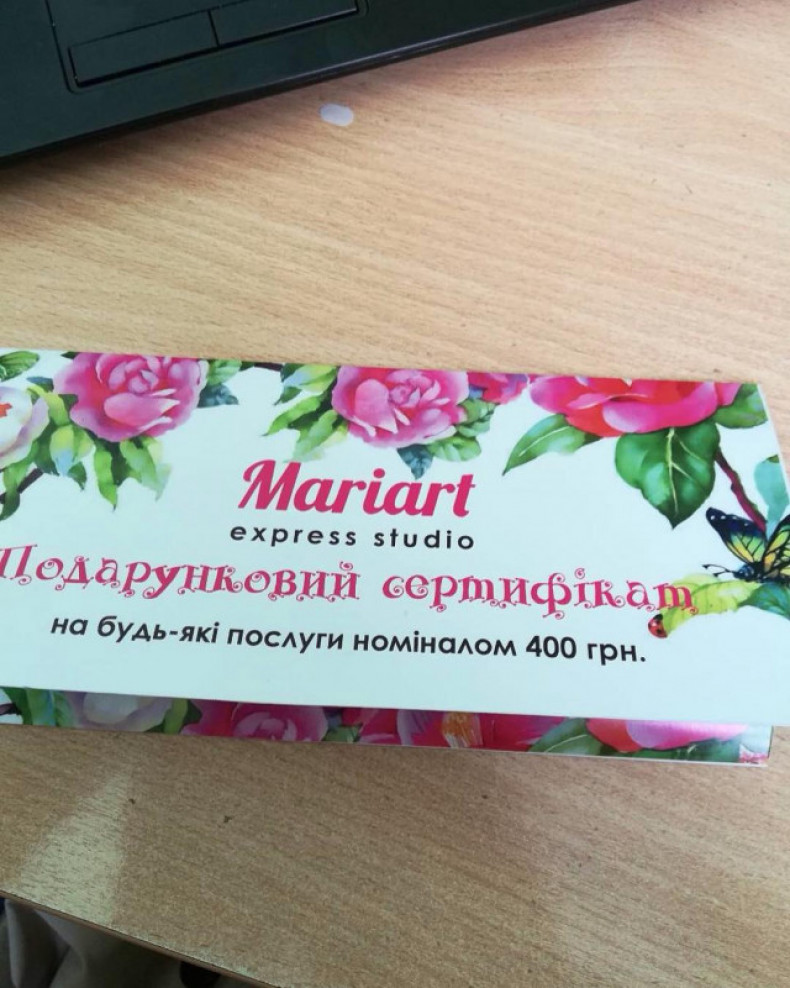 Mariart
express studio
Подарунковий сертифікат
на будь-які послуги номіналом 400 грн.